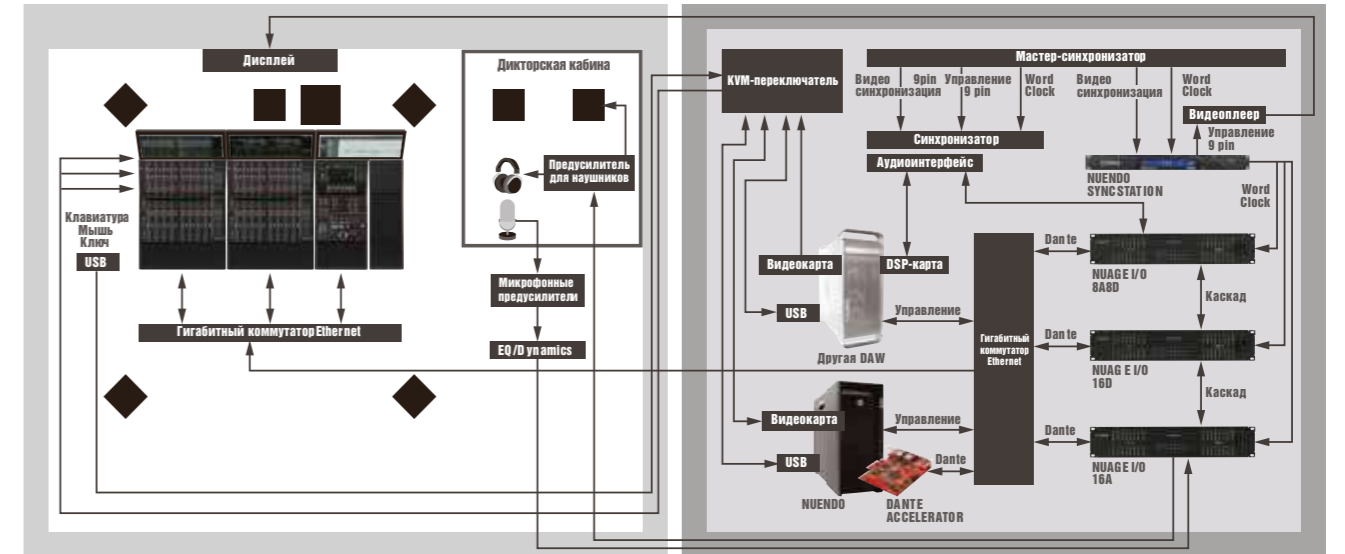 Дисплей
Клавиатура
Мышь
Ключ
USB
Гигабитный коммутатор Ethernet
Дикторская кабина
Предусилитель
для наушников
Микрофонные
предусилители
EQ/Dynamics
KVM-переключатель
Мастер-синхронизатор
Видео
синхронизация
9pin
Управление
9 pin
Word
Clock
Видео
синхронизация
Word
Clock
Синхронизатор
Аудиоинтерфейс
Видеоплеер
Управление
9 pin
NUENDO
SYNCSTATION
Word
Clock
Видеокарта
DSP-карта
USB
Управление
Другая DAW
Видеокарта
Управление
USB
Dante
NUENDO
DANTE
ACCELERATOR
Гигабитный
коммутатор
Ethernet
Dante
NUAGE I/O
8A8D
Каскад
Dante
NUAGE I/O
16D
Каскад
Dante
NUAGE I/O
16A